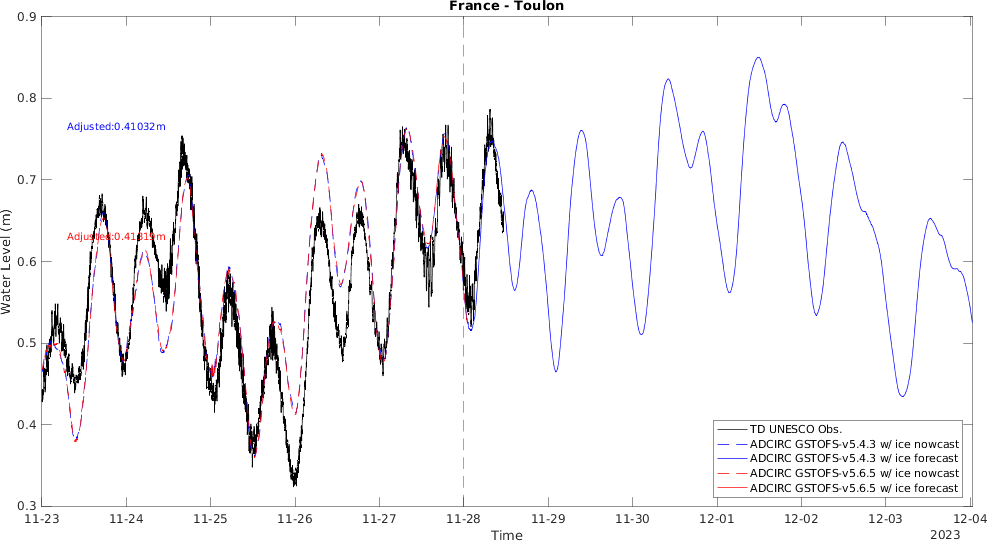 France - Toulon
0.9
0.8
0.7
0.6
0.5
0.4
0.3
Water Level (m)
Adjusted:0.41032m
Adjusted:0.41319m
TD UNESCO Obs.
ADCIRC GSTOFS-v5.4.3 w/ ice nowcast
ADCIRC GSTOFS-v5.4.3 w/ ice forecast
ADCIRC GSTOFS-v5.6.5 w/ ice nowcast
ADCIRC GSTOFS-v5.6.5 w/ ice forecast
11-23 11-24 11-25 11-26 11-27 11-28 11-29 11-30 12-01 12-02 12-03 12-04
Time
2023